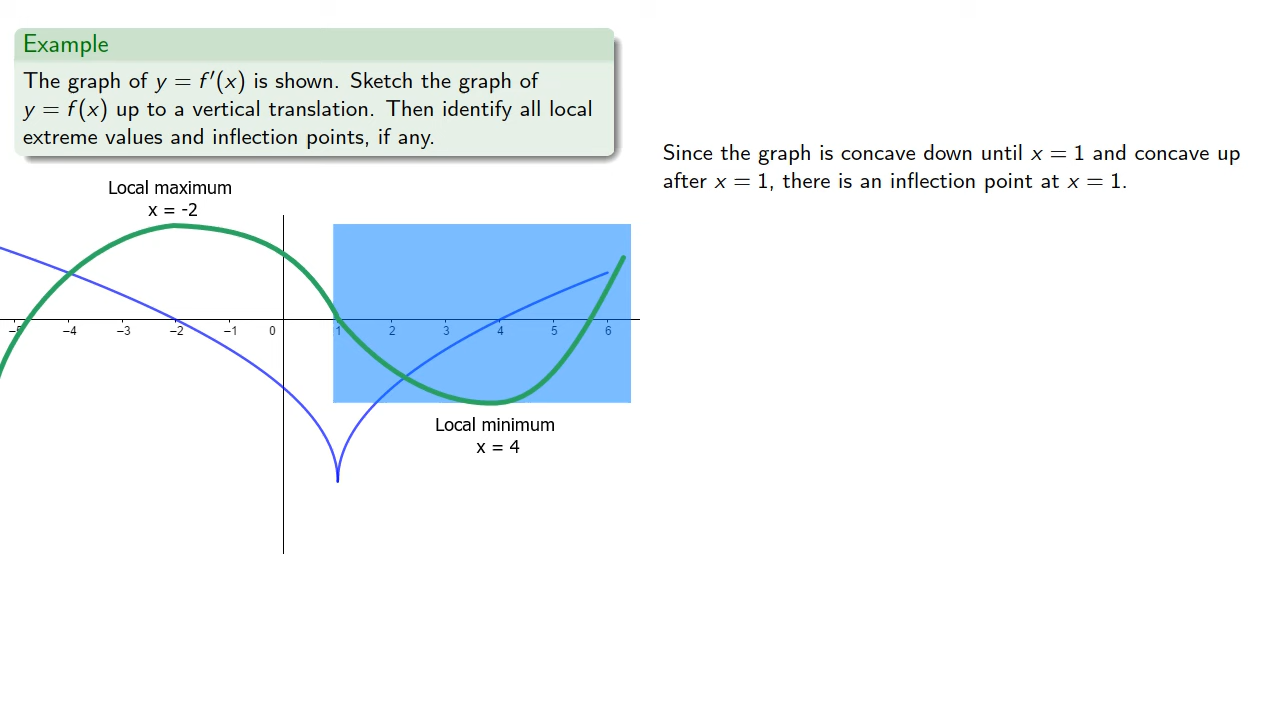 Example
The graph of y = f′(x) is shown. Sketch the graph of
y = f(x) up to a vertical translation. Then identify all local
extreme values and inflection points, if any.
Since the graph is concave down until x = 1 and concave up
after x = 1, there is an inflection point at x = 1.
Local maximum
x = -2
−5 −4 −3 −2 −1 0 1 2 3 4 5 6
Local minimum
x = 4